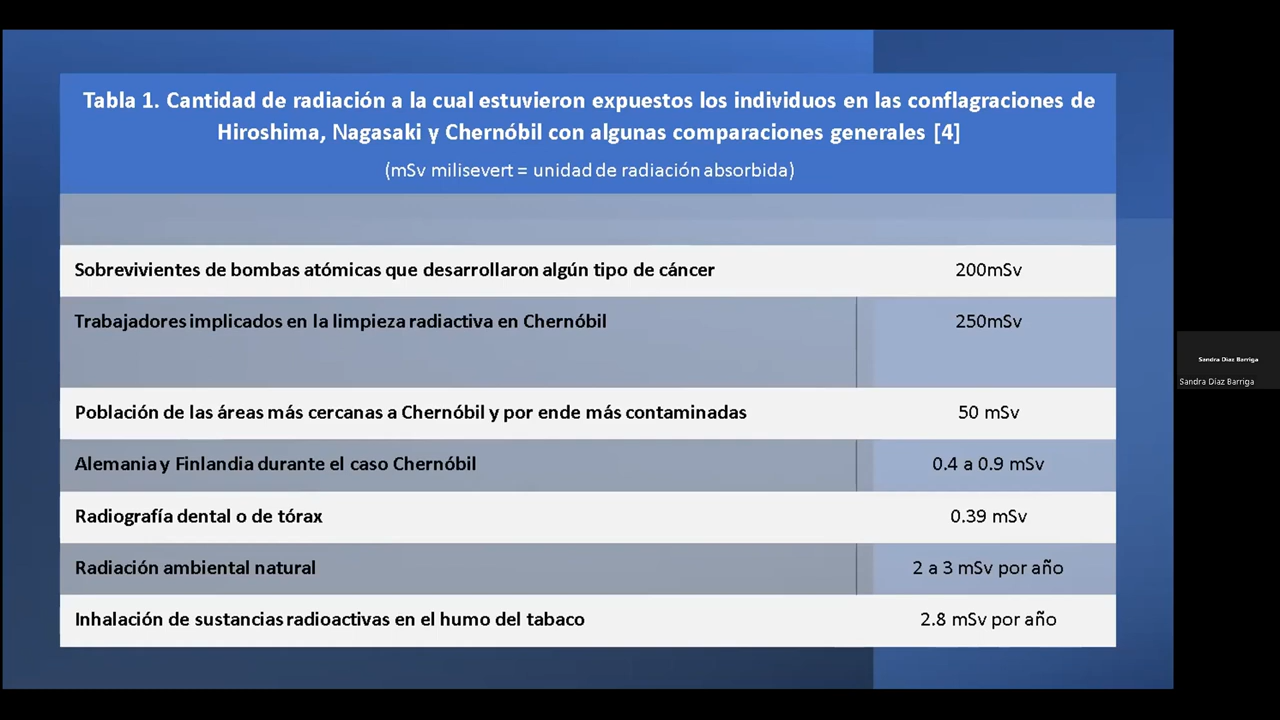 Tabla 1. Cantidad de radiación a la cual estuvieron expuestos los individuos en las conflagraciones de
Hiroshima, Nagasaki y Chernóbil con algunas comparaciones generales [4]
(mSv milisevert = unidad de radiación absorbida)
Sobrevivientes de bombas atómicas que desarrollaron algún tipo de cáncer 200mSv
Trabajadores implicados en la limpieza radiactiva en Chernóbil 250mSv
Población de las áreas más cercanas a Chernóbil y por ende más contaminadas 50 mSv
Alemania y Finlandia durante el caso Chernóbil 0.4 a 0.9 mSv
Radiografía dental o de tórax 0.39 mSv
Radiación ambiental natural 2 a 3 mSv por año
Inhalación de sustancias radioactivas en el humo del tabaco 2.8 mSv por año
Sandra Díaz Barriga
Sandra Díaz Barriga